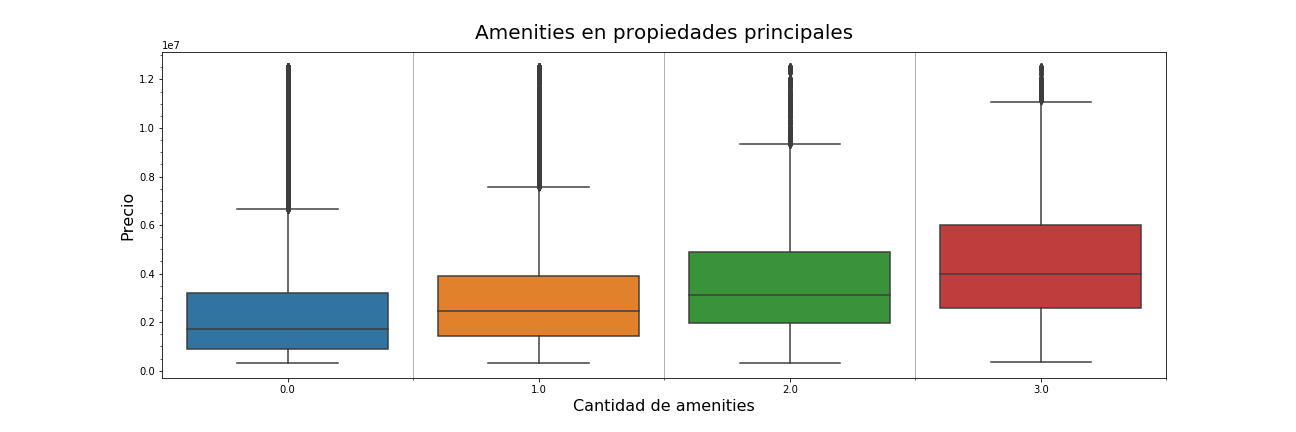 Amenities en propiedades principales
1e7
1.2
1.0
0.8
0.6
0.4
0.2
0.0
Precio
0.0 1.0 2.0 3.0
Cantidad de amenities